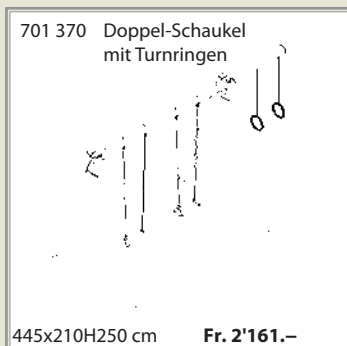 701 370 Doppel-Schaukel
mit Turnringen
445x210H250 cm Fr. 2'161.–